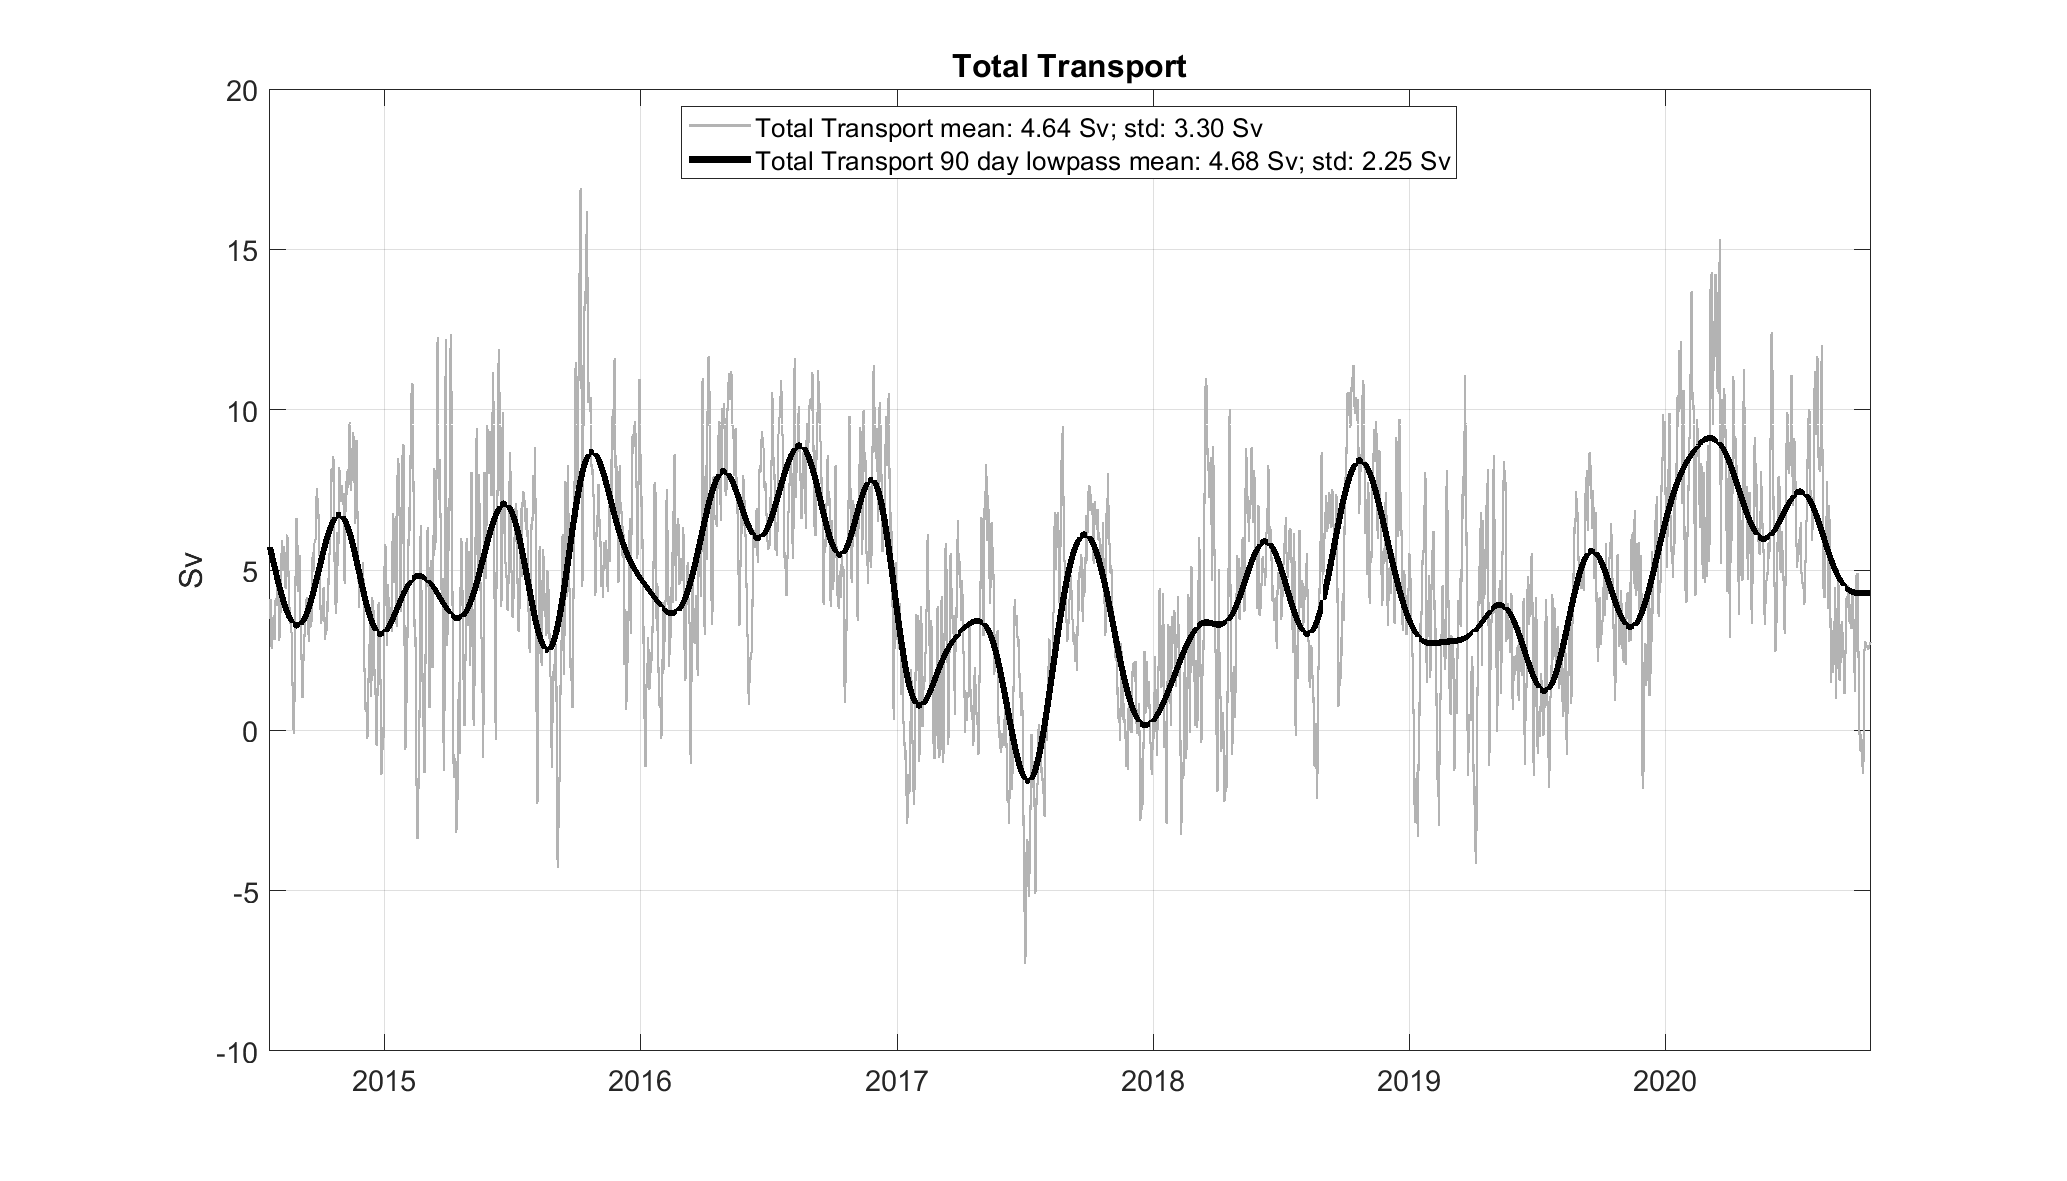 Total Transport
20
Total Transport mean: 4.64 Sv; std: 3.30 Sv
Total Transport 90 day lowpass mean: 4.68 Sv; std: 2.25 Sv
15
10
5
Sv
0
-5
-10
2015 2016 2017 2018 2019 2020